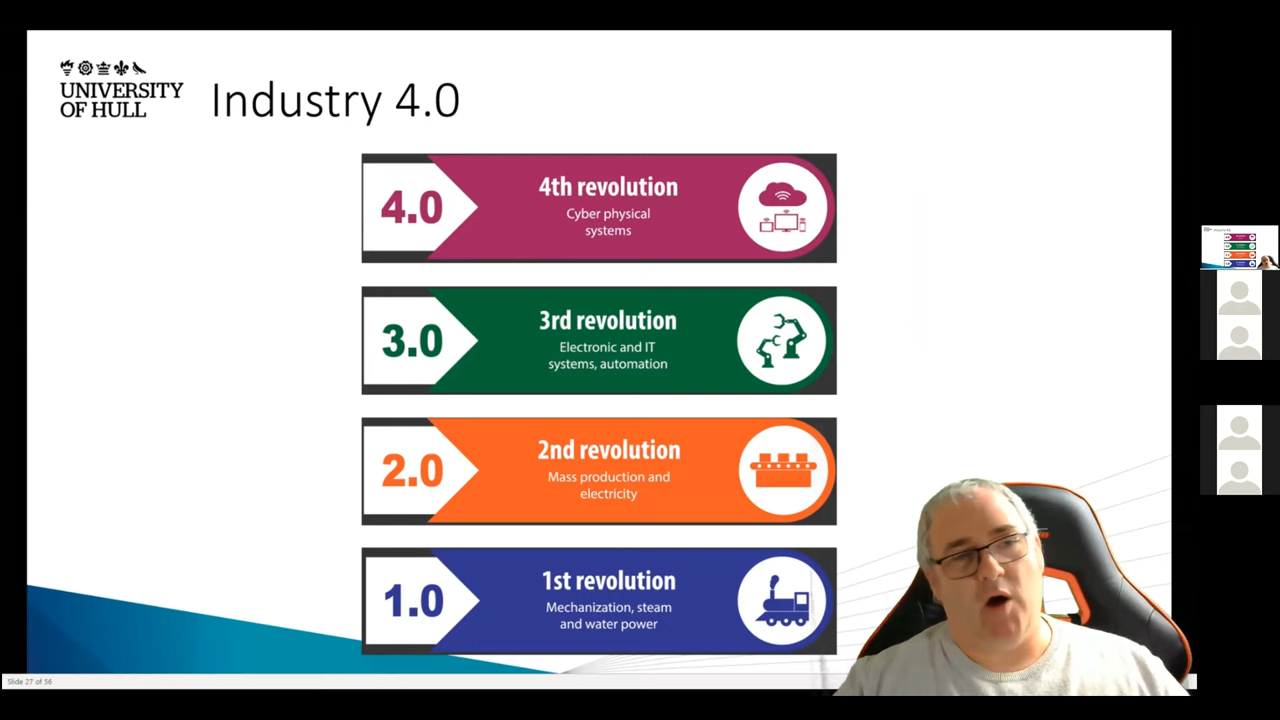 UNIVERSITY
OF HULL
Industry 4.0
4.0
4th revolution
Cyber physical
systems
3.0
3rd revolution
Electronic and IT
systems, automation
2.0
2nd revolution
Mass production and
electricity
1.0
1st revolution
Mechanization, steam
and water power
Slide 27 of 56